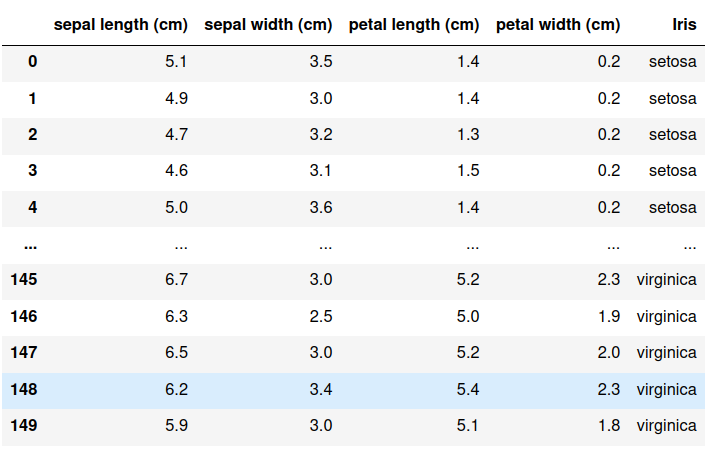 sepal length (cm) sepal width (cm) petal length (cm) petal width (cm) Iris
0 5.1 3.5 1.4 0.2 setosa
1 4.9 3.0 1.4 0.2 setosa
2 4.7 3.2 1.3 0.2 setosa
3 4.6 3.1 1.5 0.2 setosa
4 5.0 3.6 1.4 0.2 setosa
... ... ... ... ... ...
145 6.7 3.0 5.2 2.3 virginica
146 6.3 2.5 5.0 1.9 virginica
147 6.5 3.0 5.2 2.0 virginica
148 6.2 3.4 5.4 2.3 virginica
149 5.9 3.0 5.1 1.8 virginica